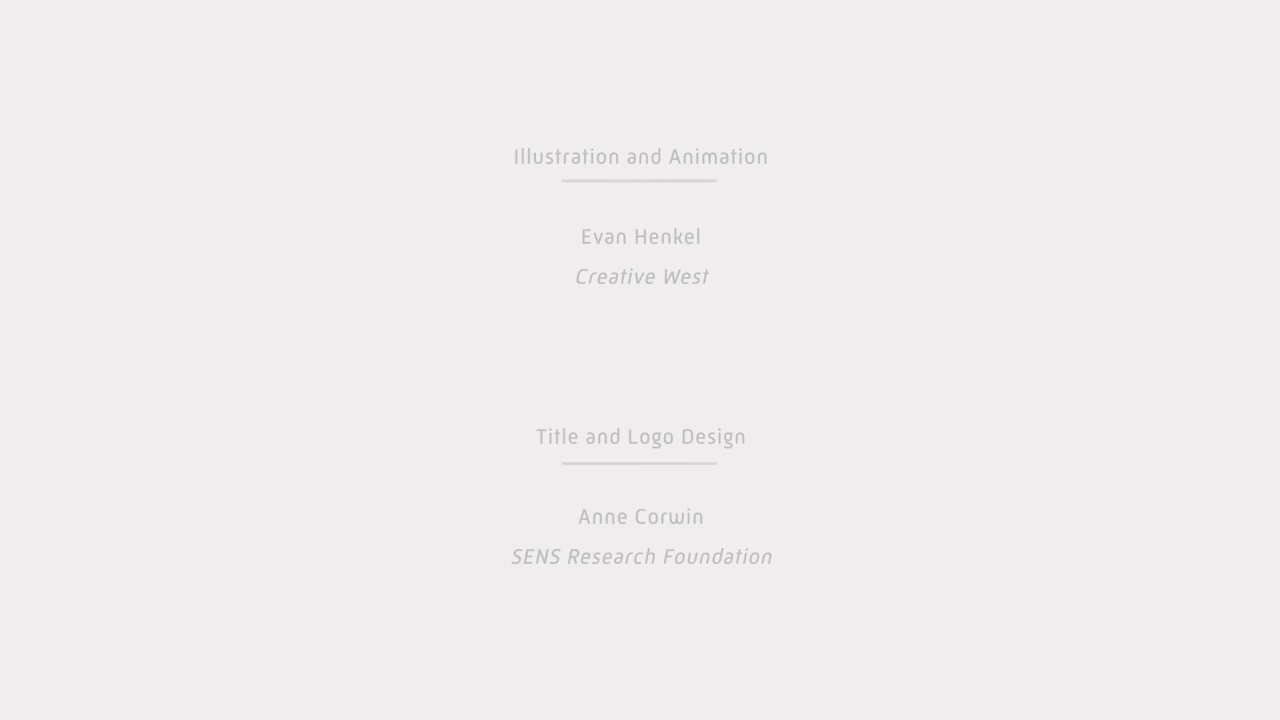 Illustration and Animation
Evan Henkel
Creative West
Title and Logo Design
Anne Corwin
SENS Research Foundation